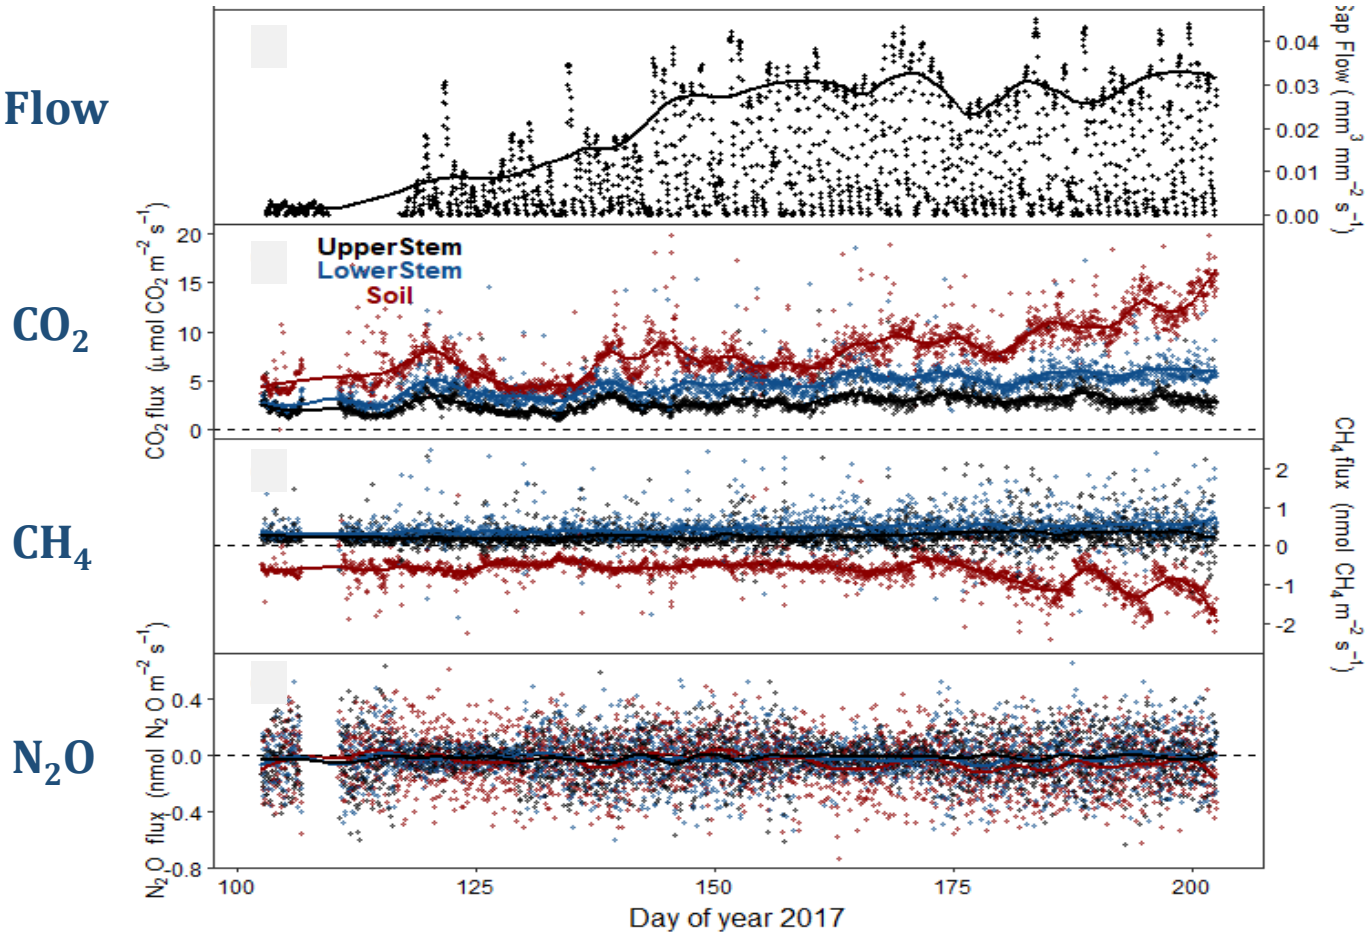 Flow
Sap Flow ( mm³ mm⁻² s⁻¹)
0.04
0.03
0.02
0.01
0.00
CO₂
CO₂ flux (μ mol CO₂ m⁻² s⁻¹)
20
15
10
5
0
UpperStem
LowerStem
Soil
CH₄
CH₄ flux (nmol CH₄ m⁻² s⁻¹)
2
1
0
-1
-2
N₂O
N₂ O flux (nmol N₂ O m⁻² s⁻¹)
0.4
0.0
-0.4
-0.8
100 125 150 175 200
Day of year 2017